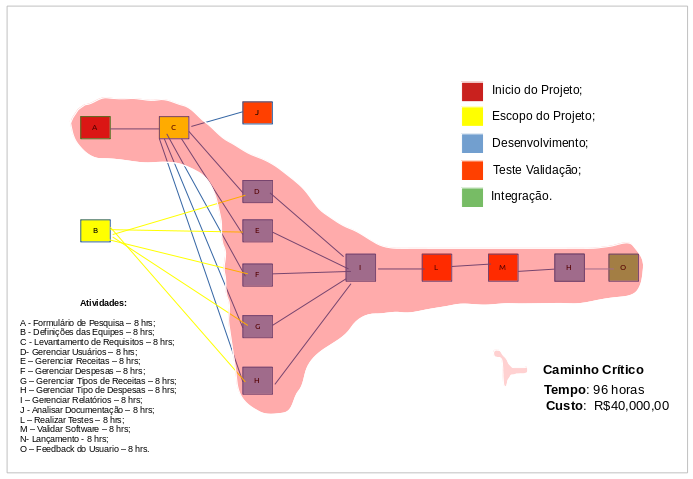 Inicio do Projeto;
Escopo do Projeto;
Desenvolvimento;
Teste Validação;
Integração.
A
C
J
D
B
E
F
I
L
M
H
O
G
H
Atividades:
A - Formulário de Pesquisa – 8 hrs;
B - Definições das Equipes – 8 hrs;
C - Levantamento de Requisitos – 8 hrs;
D- Gerenciar Usuários – 8 hrs;
E – Gerenciar Receitas – 8 hrs;
F – Gerenciar Despesas – 8 hrs;
G – Gerenciar Tipos de Receitas – 8 hrs;
H – Gerenciar Tipo de Despesas – 8 hrs;
I – Gerenciar Relatórios – 8 hrs;
J - Analisar Documentação – 8 hrs;
L – Realizar Testes – 8 hrs;
M – Validar Software – 8 hrs;
N- Lançamento - 8 hrs;
O – Feedback do Usuario – 8 hrs.
Caminho Crítico
Tempo: 96 horas
Custo: R$40,000,00